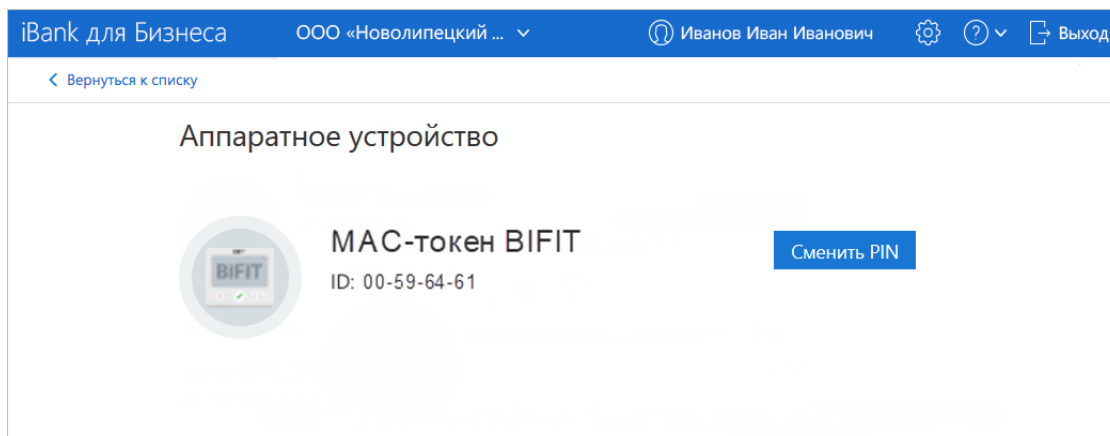 iBank для Бизнеса ООО «Новолипецкий ... Иванов Иван Иванович ? Выход
Вернуться к списку
Аппаратное устройство
MAC-токен BIFIT
Сменить PIN
BIFIT
ID: 00-59-64-61